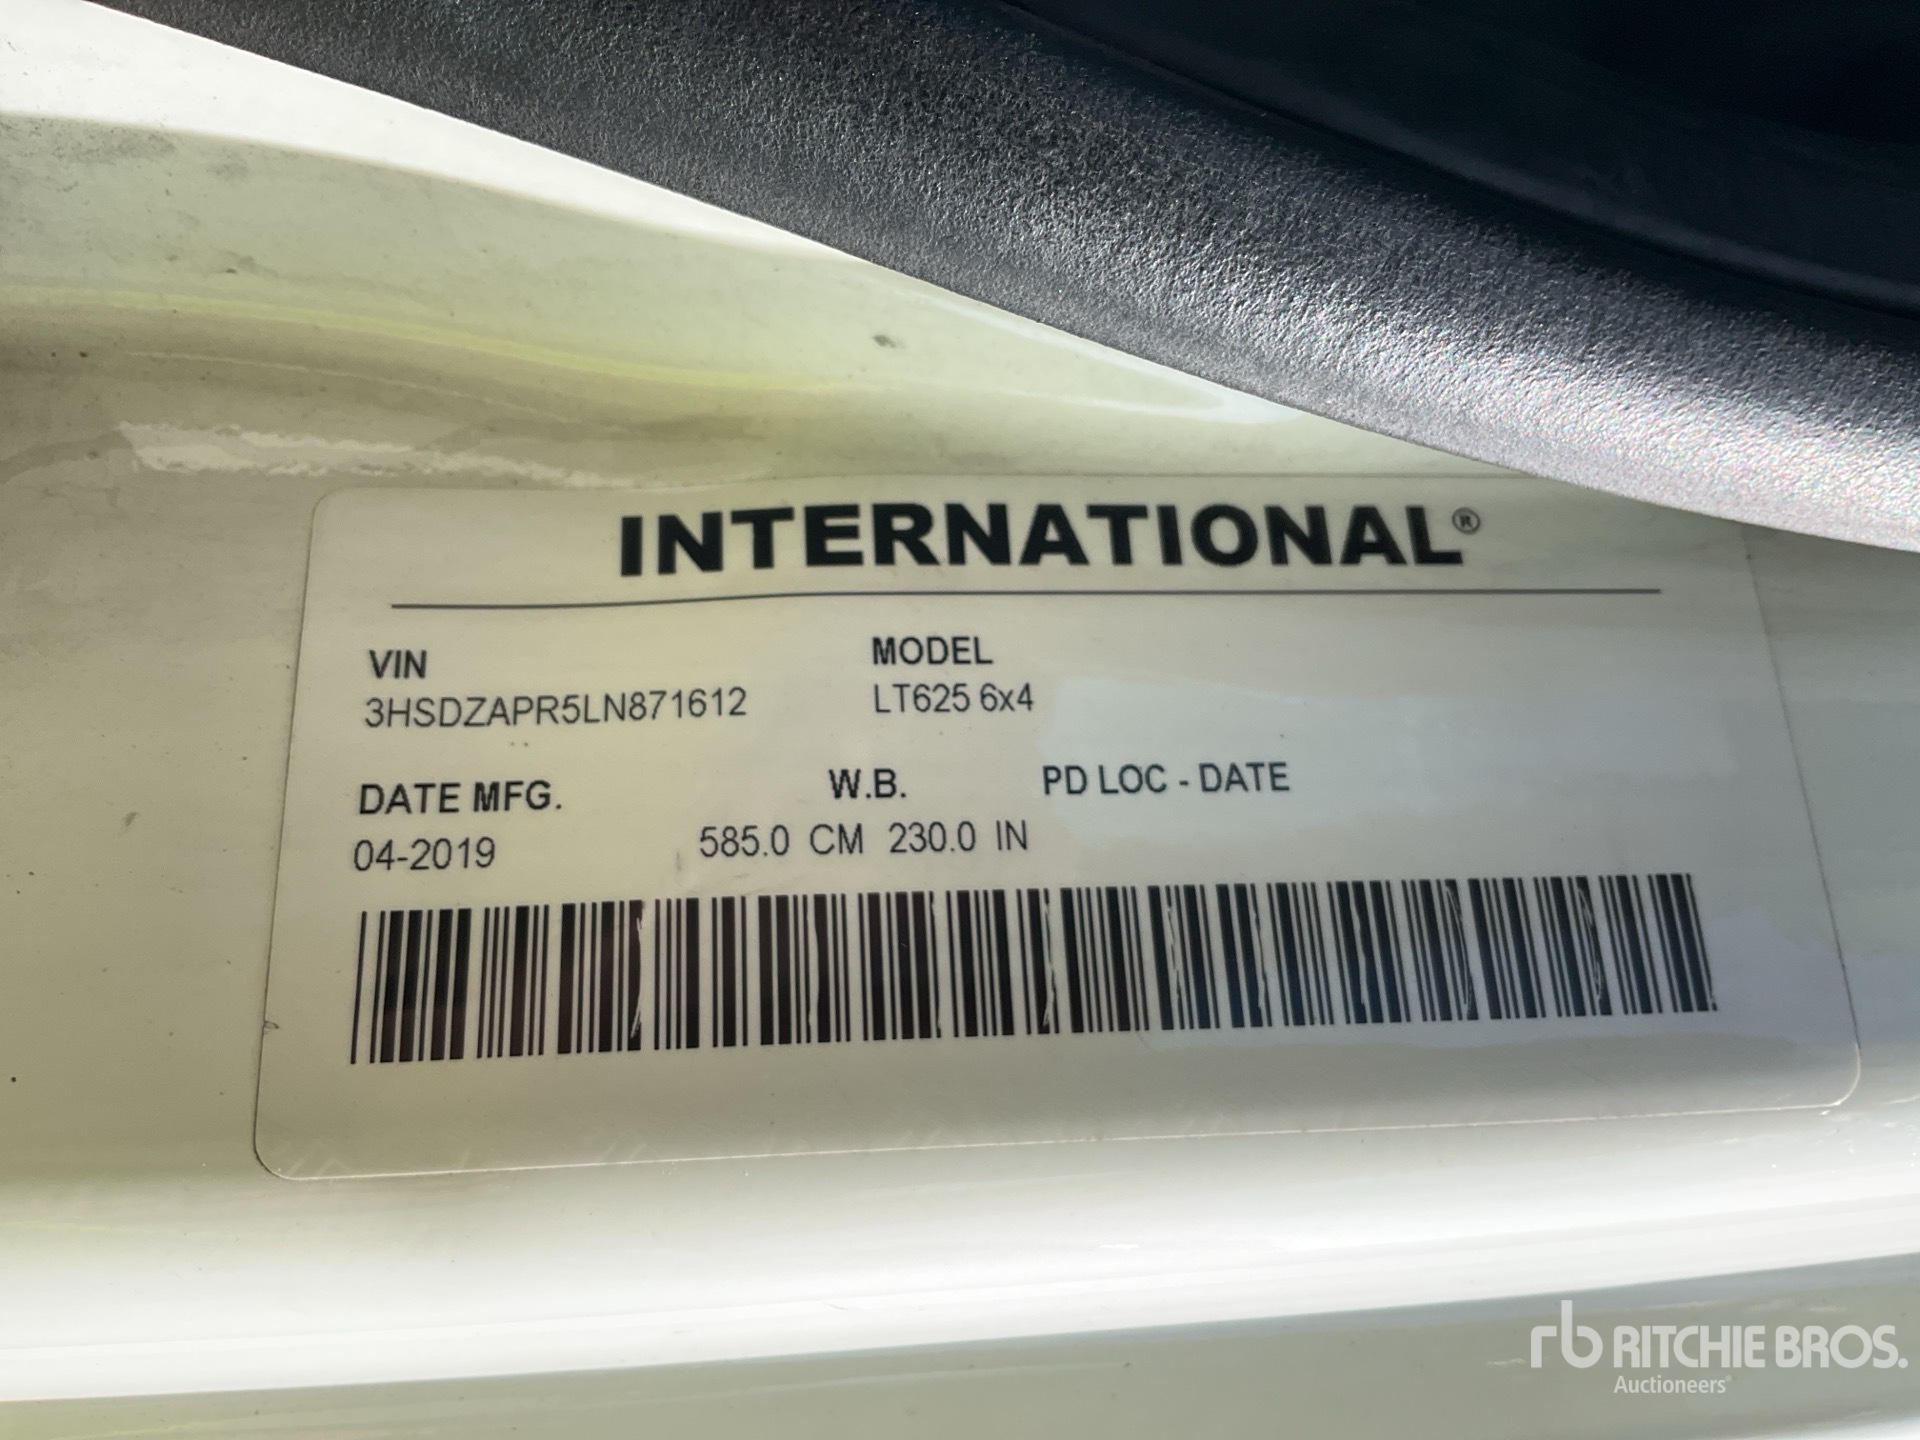 INTERNATIONAL®
VIN MODEL
3HSDZAPR5LN871612 LT625 6x4
DATE MFG. W.B. PD LOC - DATE
04-2019 585.0 CM 230.0 IN
rb RITCHIE BROS.
Auctioneers